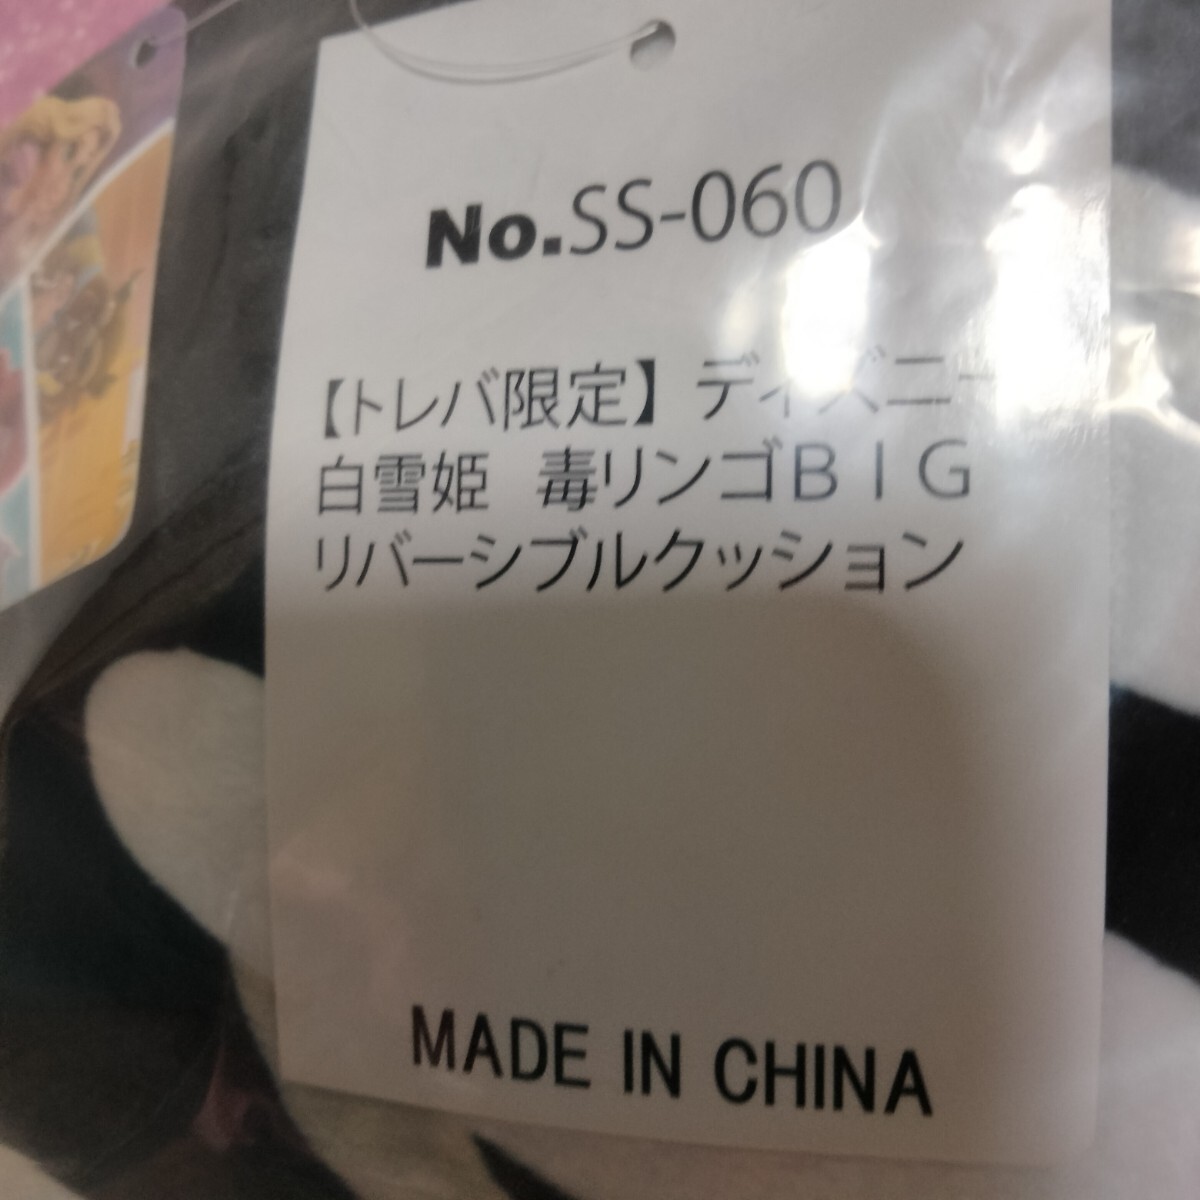 No.SS-060
【トレバ限定】 ディズニー
白雪姫　毒リンゴＢＩＧ
リバーシブルクッション
MADE IN CHINA